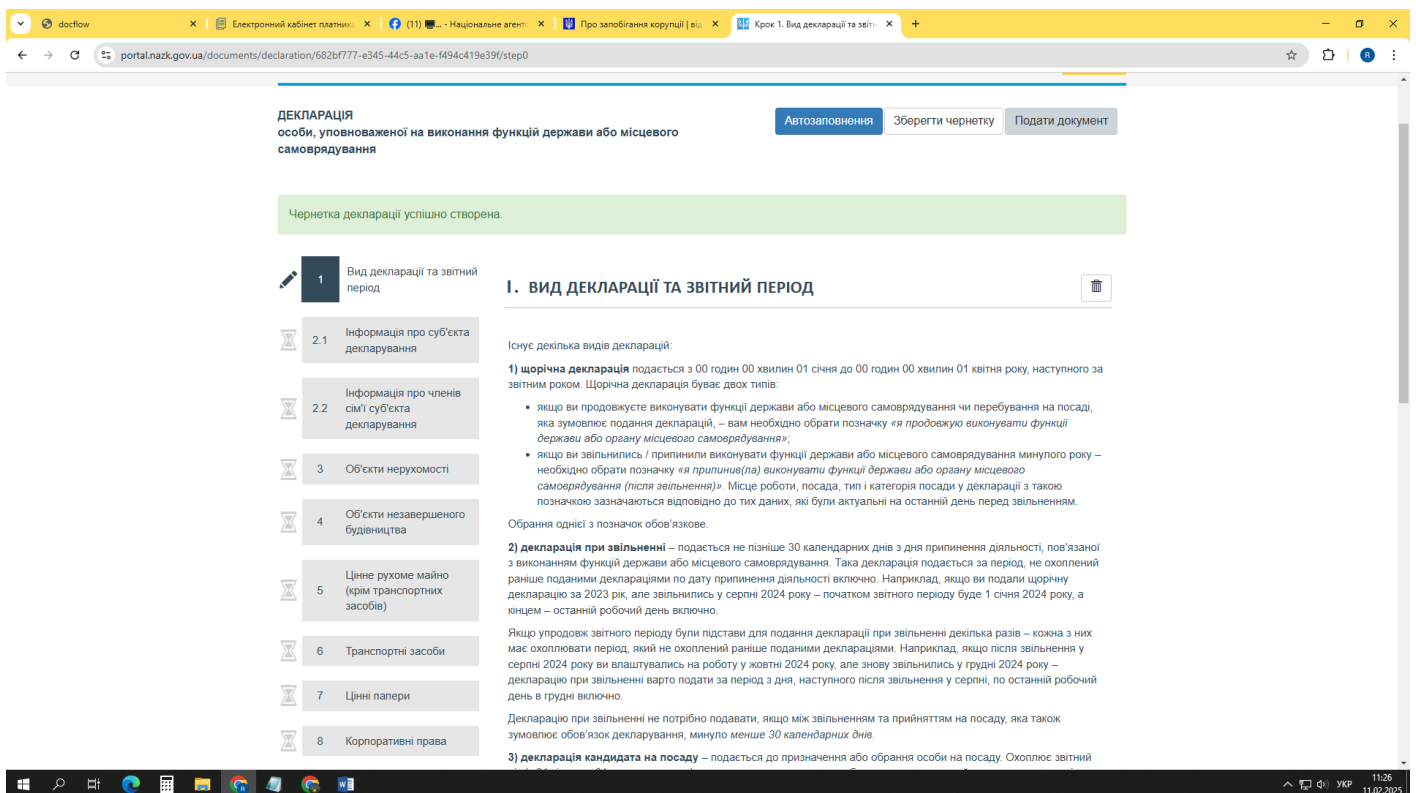 docflow
Електронний кабінет платник
(11) ... - Національне агентс
Про запобігання корупції | від
Крок 1. Вид декларації та звітн
portal.nazk.gov.ua/documents/declaration/682bf777-e345-44c5-aa1e-f494c419e39f/step0
R
ДЕКЛАРАЦІЯ
особи, уповноваженої на виконання функцій держави або місцевого
самоврядування
Автозаповнення
Зберегти чернетку
Подати документ
Чернетка декларації успішно створена.
1 Вид декларації та звітний
період
2.1 Інформація про суб'єкта
декларування
2.2 Інформація про членів
сім'ї суб'єкта
декларування
3 Об'єкти нерухомості
4 Об'єкти незавершеного
будівництва
5 Цінне рухоме майно
(крім транспортних
засобів)
6 Транспортні засоби
7 Цінні папери
8 Корпоративні права
I. ВИД ДЕКЛАРАЦІЇ ТА ЗВІТНИЙ ПЕРІОД
Існує декілька видів декларацій:
1) щорічна декларація подається з 00 годин 00 хвилин 01 січня до 00 годин 00 хвилин 01 квітня року, наступного за
звітним роком. Щорічна декларація буває двох типів:
• якщо ви продовжуєте виконувати функції держави або місцевого самоврядування чи перебування на посаді,
яка зумовлює подання декларацій, – вам необхідно обрати позначку «я продовжую виконувати функції
держави або органу місцевого самоврядування»;
• якщо ви звільнились / припинили виконувати функції держави або місцевого самоврядування минулого року –
необхідно обрати позначку «я припинив(ла) виконувати функції держави або органу місцевого
самоврядування (після звільнення)». Місце роботи, посада, тип і категорія посади у декларації з такою
позначкою зазначаються відповідно до тих даних, які були актуальні на останній день перед звільненням.
Обрання однієї з позначок обов'язкове.
2) декларація при звільненні – подається не пізніше 30 календарних днів з дня припинення діяльності, пов'язаної
з виконанням функцій держави або місцевого самоврядування. Така декларація подається за період, не охоплений
раніше поданими деклараціями по дату припинення діяльності включно. Наприклад, якщо ви подали щорічну
декларацію за 2023 рік, але звільнились у серпні 2024 року – початком звітного періоду буде 1 січня 2024 року, а
кінцем – останній робочий день включно.
Якщо упродовж звітного періоду були підстави для подання декларації при звільненні декілька разів – кожна з них
має охоплювати період, який не охоплений раніше поданими деклараціями. Наприклад, якщо після звільнення у
серпні 2024 року ви влаштувались на роботу у жовтні 2024 року, але знову звільнились у грудні 2024 року –
декларацію при звільненні варто подати за період з дня, наступного після звільнення у серпні, по останній робочий
день в грудні включно.
Декларацію при звільненні не потрібно подавати, якщо між звільненням та прийняттям на посаду, яка також
зумовлює обов'язок декларування, минуло менше 30 календарних днів.
3) декларація кандидата на посаду – подається до призначення або обрання особи на посаду. Охоплює звітний
УКР
11:26
11.02.2025